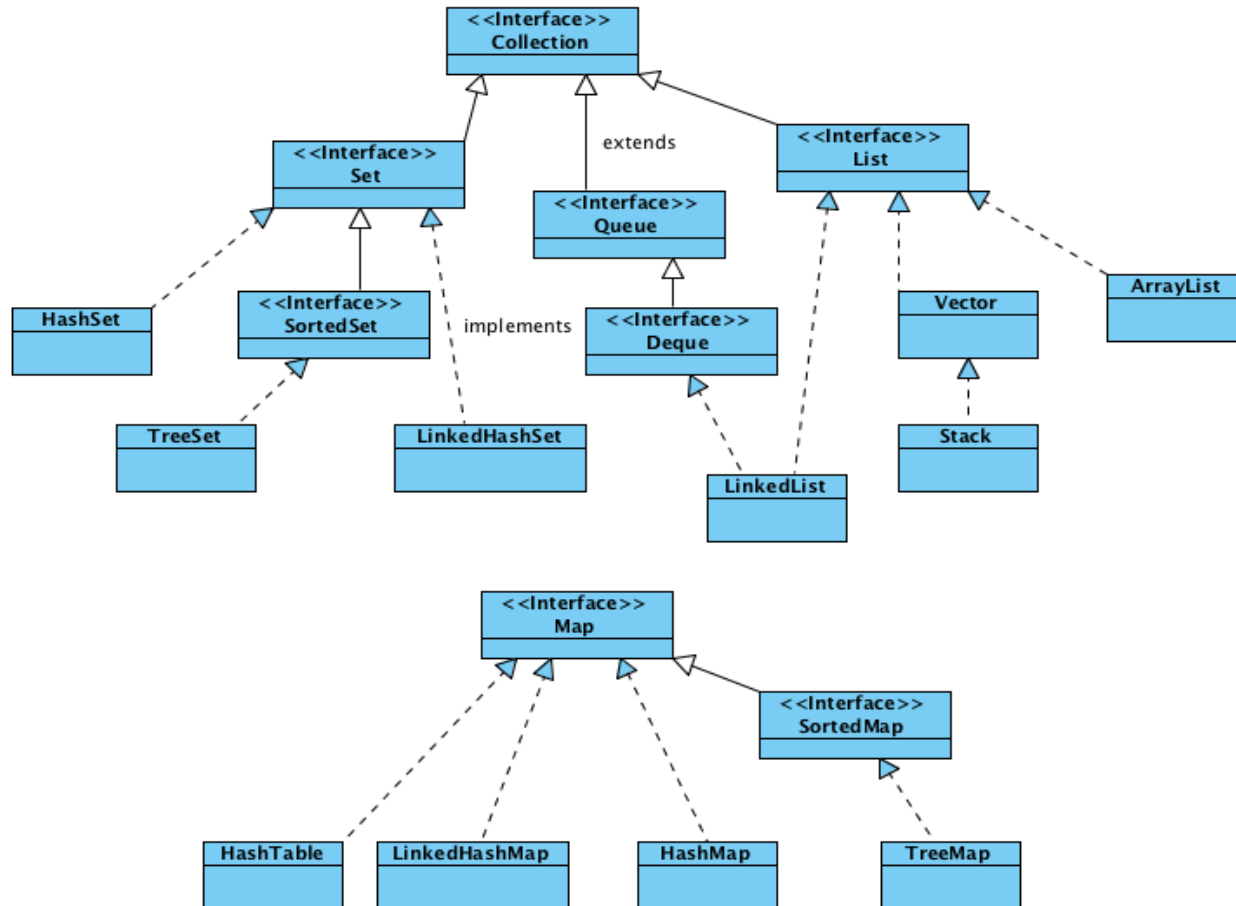 <<Interface>>
Collection
<<Interface>>
Set
extends
<<Interface>>
List
<<Interface>>
Queue
HashSet
<<Interface>>
SortedSet
implements
<<Interface>>
Deque
Vector
ArrayList
TreeSet
LinkedHashSet
LinkedList
Stack
<<Interface>>
Map
<<Interface>>
SortedMap
HashTable
LinkedHashMap
HashMap
TreeMap